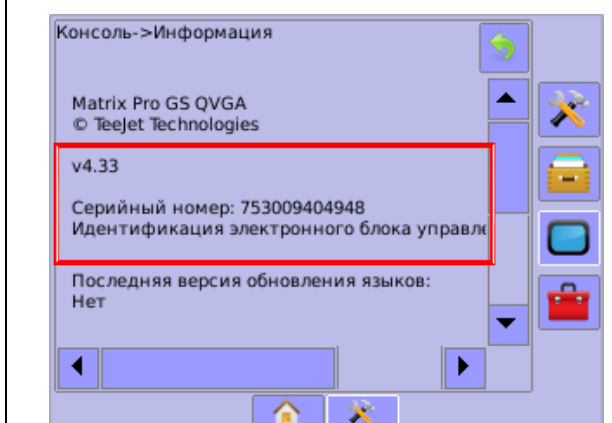 Консоль->Информация
Matrix Pro GS QVGA
© TeeJet Technologies
v4.33
Серийный номер: 753009404948
Идентификация электронного блока управле
Последняя версия обновления языков:
Нет